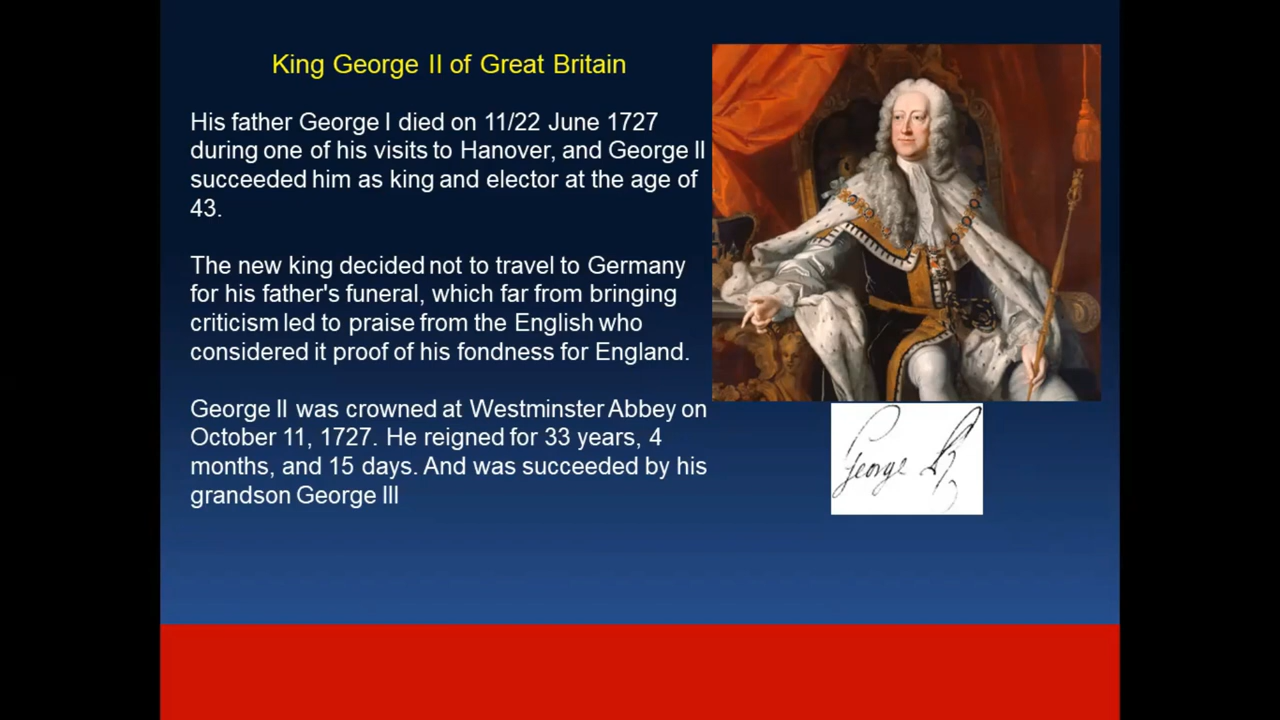 King George II of Great Britain
His father George I died on 11/22 June 1727
during one of his visits to Hanover, and George II
succeeded him as king and elector at the age of
43.
The new king decided not to travel to Germany
for his father's funeral, which far from bringing
criticism led to praise from the English who
considered it proof of his fondness for England.
George II was crowned at Westminster Abbey on
October 11, 1727. He reigned for 33 years, 4
months, and 15 days. And was succeeded by his
grandson George III
George R